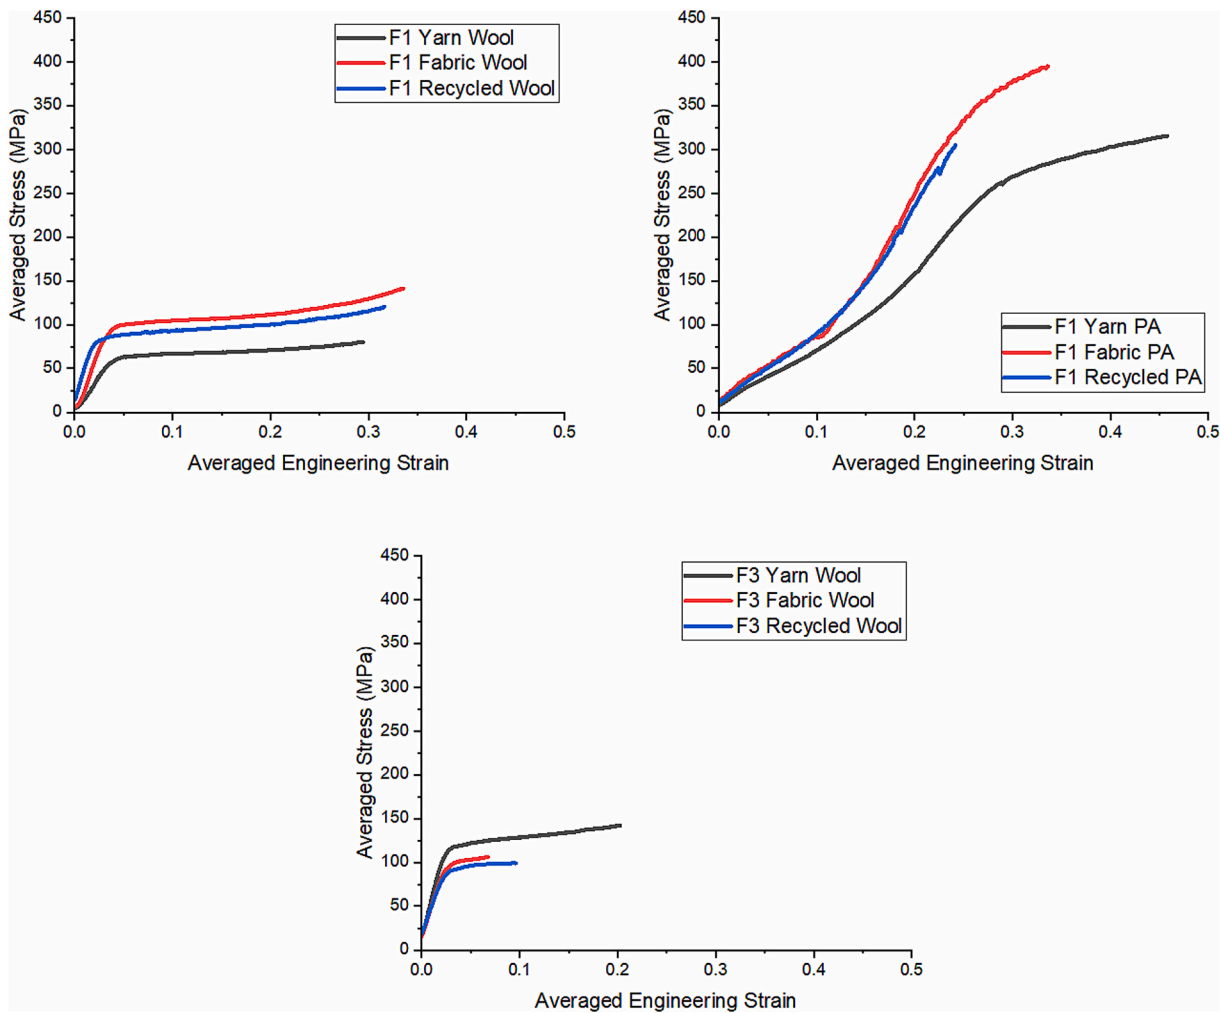 F1 Yarn Wool
F1 Fabric Wool
F1 Recycled Wool
450
400
350
300
250
200
150
100
50
0
Averaged Stress (MPa)
0.0 0.1 0.2 0.3 0.4 0.5
Averaged Engineering Strain
450
400
350
300
250
200
150
100
50
0
Averaged Stress (MPa)
F1 Yarn PA
F1 Fabric PA
F1 Recycled PA
0.0 0.1 0.2 0.3 0.4 0.5
Averaged Engineering Strain
F3 Yarn Wool
F3 Fabric Wool
F3 Recycled Wool
450
400
350
300
250
200
150
100
50
0
Averaged Stress (MPa)
0.0 0.1 0.2 0.3 0.4 0.5
Averaged Engineering Strain